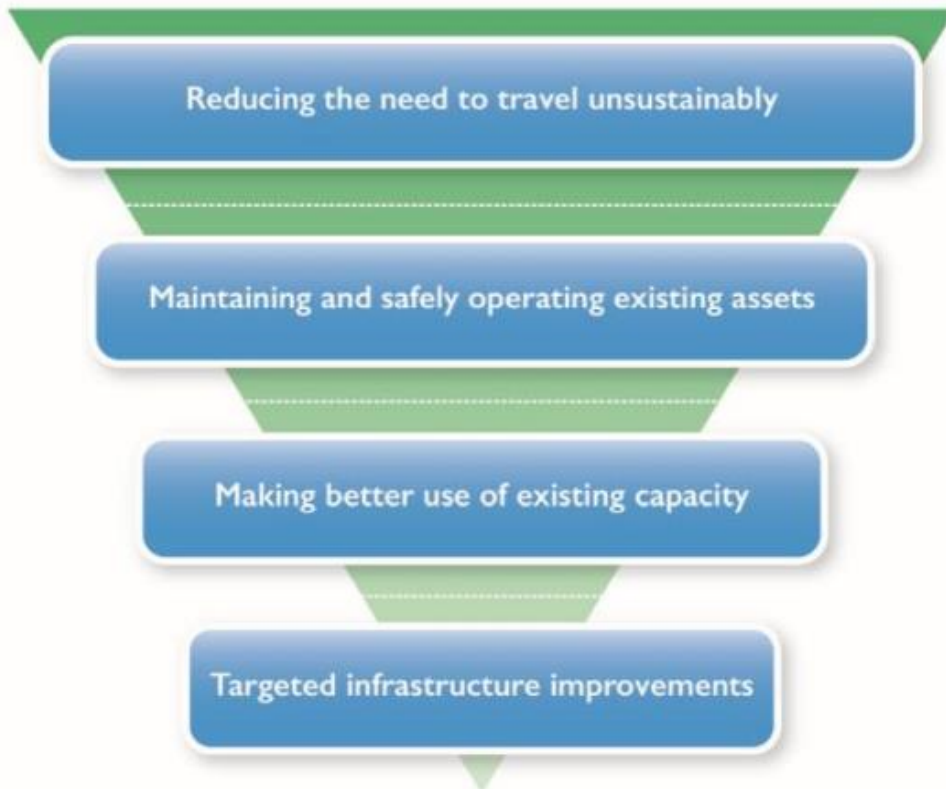 Reducing the need to travel unsustainably
Maintaining and safely operating existing assets
Making better use of existing capacity
Targeted infrastructure improvements